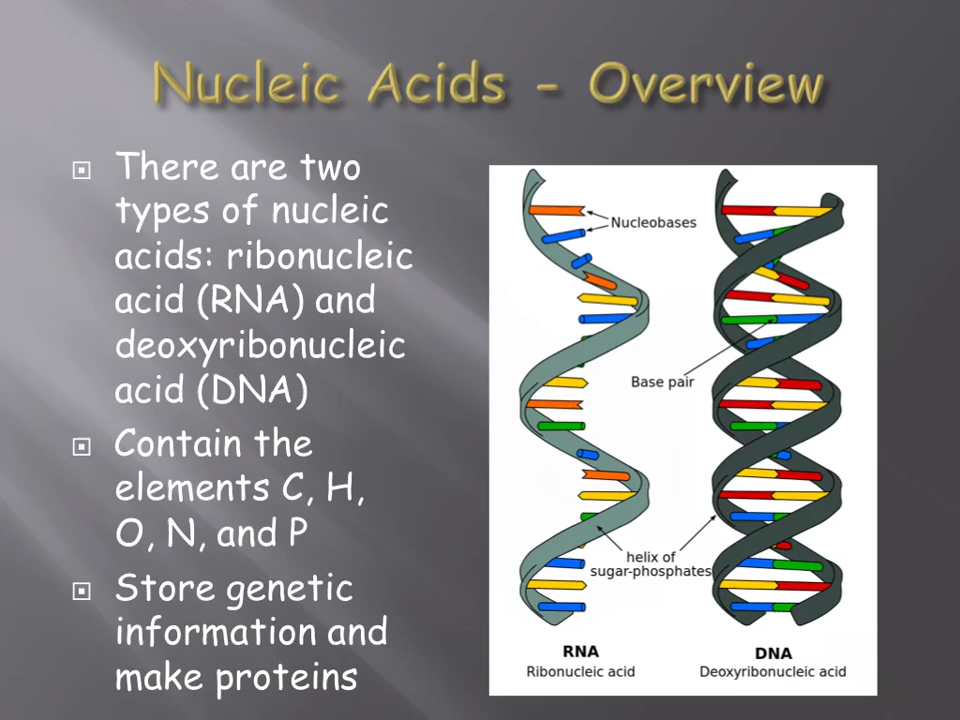 Nucleic Acids - Overview
There are two
types of nucleic
acids: ribonucleic
acid (RNA) and
deoxyribonucleic
acid (DNA)
Contain the
elements C, H,
O, N, and P
Store genetic
information and
make proteins
Nucleobases
Base pair
helix of
sugar-phosphates
RNA
Ribonucleic acid
DNA
Deoxyribonucleic acid